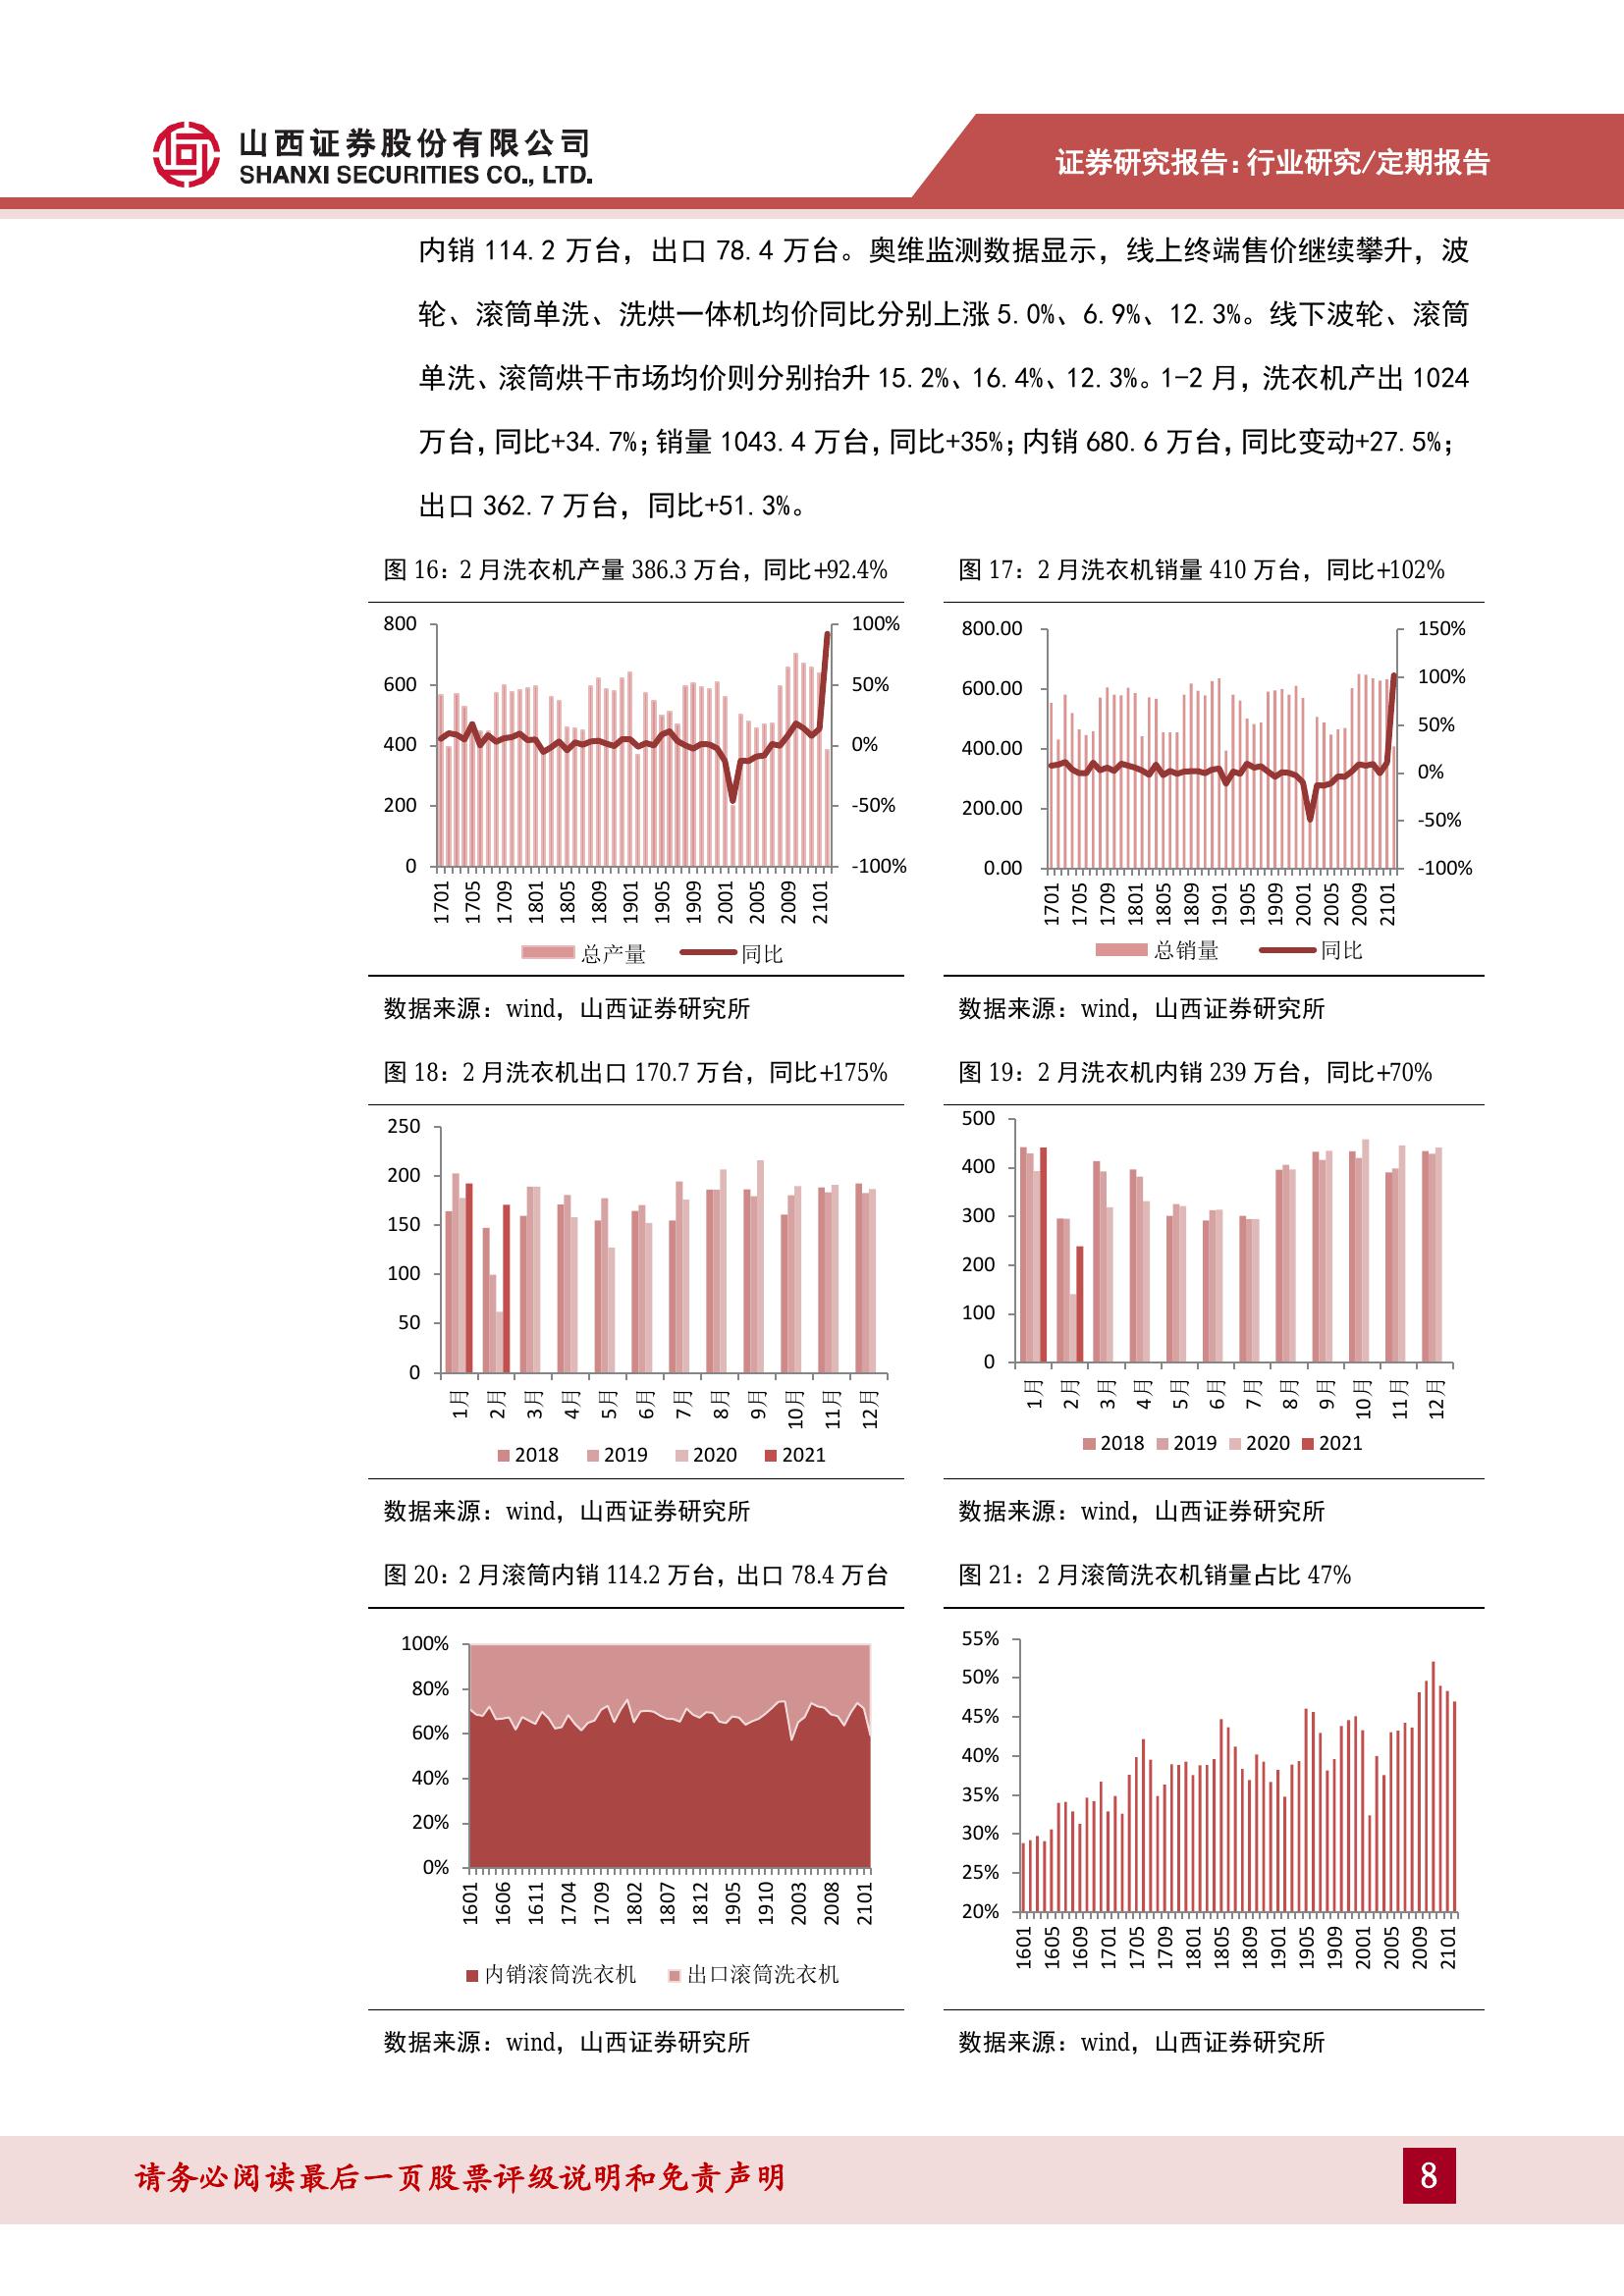 山西证券股份有限公司
SHANXI SECURITIES CO., LTD.
证券研究报告：行业研究/定期报告
内销 114.2 万台，出口 78.4 万台。奥维监测数据显示，线上终端售价继续攀升，波
轮、滚筒单洗、洗烘一体机均价同比分别上涨 5.0%、6.9%、12.3%。线下波轮、滚筒
单洗、滚筒烘干市场均价则分别抬升 15.2%、16.4%、12.3%。1-2 月，洗衣机产出 1024
万台，同比+34.7%；销量 1043.4 万台，同比+35%；内销 680.6 万台，同比变动+27.5%；
出口 362.7 万台，同比+51.3%。
图 16：2 月洗衣机产量 386.3 万台，同比+92.4%
800
600
400
200
0
100%
50%
0%
-50%
-100%
1701 1705 1709 1801 1805 1809 1901 1905 1909 2001 2005 2009 2101
总产量 同比
数据来源：wind，山西证券研究所
图 17：2 月洗衣机销量 410 万台，同比+102%
800.00
600.00
400.00
200.00
0.00
150%
100%
50%
0%
-50%
-100%
1701 1705 1709 1801 1805 1809 1901 1905 1909 2001 2005 2009 2101
总销量 同比
数据来源：wind，山西证券研究所
图 18：2 月洗衣机出口 170.7 万台，同比+175%
250
200
150
100
50
0
1月 2月 3月 4月 5月 6月 7月 8月 9月 10月 11月 12月
2018 2019 2020 2021
数据来源：wind，山西证券研究所
图 19：2 月洗衣机内销 239 万台，同比+70%
500
400
300
200
100
0
1月 2月 3月 4月 5月 6月 7月 8月 9月 10月 11月 12月
2018 2019 2020 2021
数据来源：wind，山西证券研究所
图 20：2 月滚筒内销 114.2 万台，出口 78.4 万台
100%
80%
60%
40%
20%
0%
1601 1606 1611 1704 1709 1802 1807 1812 1905 1910 2003 2008 2101
内销滚筒洗衣机 出口滚筒洗衣机
数据来源：wind，山西证券研究所
图 21：2 月滚筒洗衣机销量占比 47%
55%
50%
45%
40%
35%
30%
25%
20%
1601 1605 1609 1701 1705 1709 1801 1805 1809 1901 1905 1909 2001 2005 2009 2101
数据来源：wind，山西证券研究所
请务必阅读最后一页股票评级说明和免责声明
8